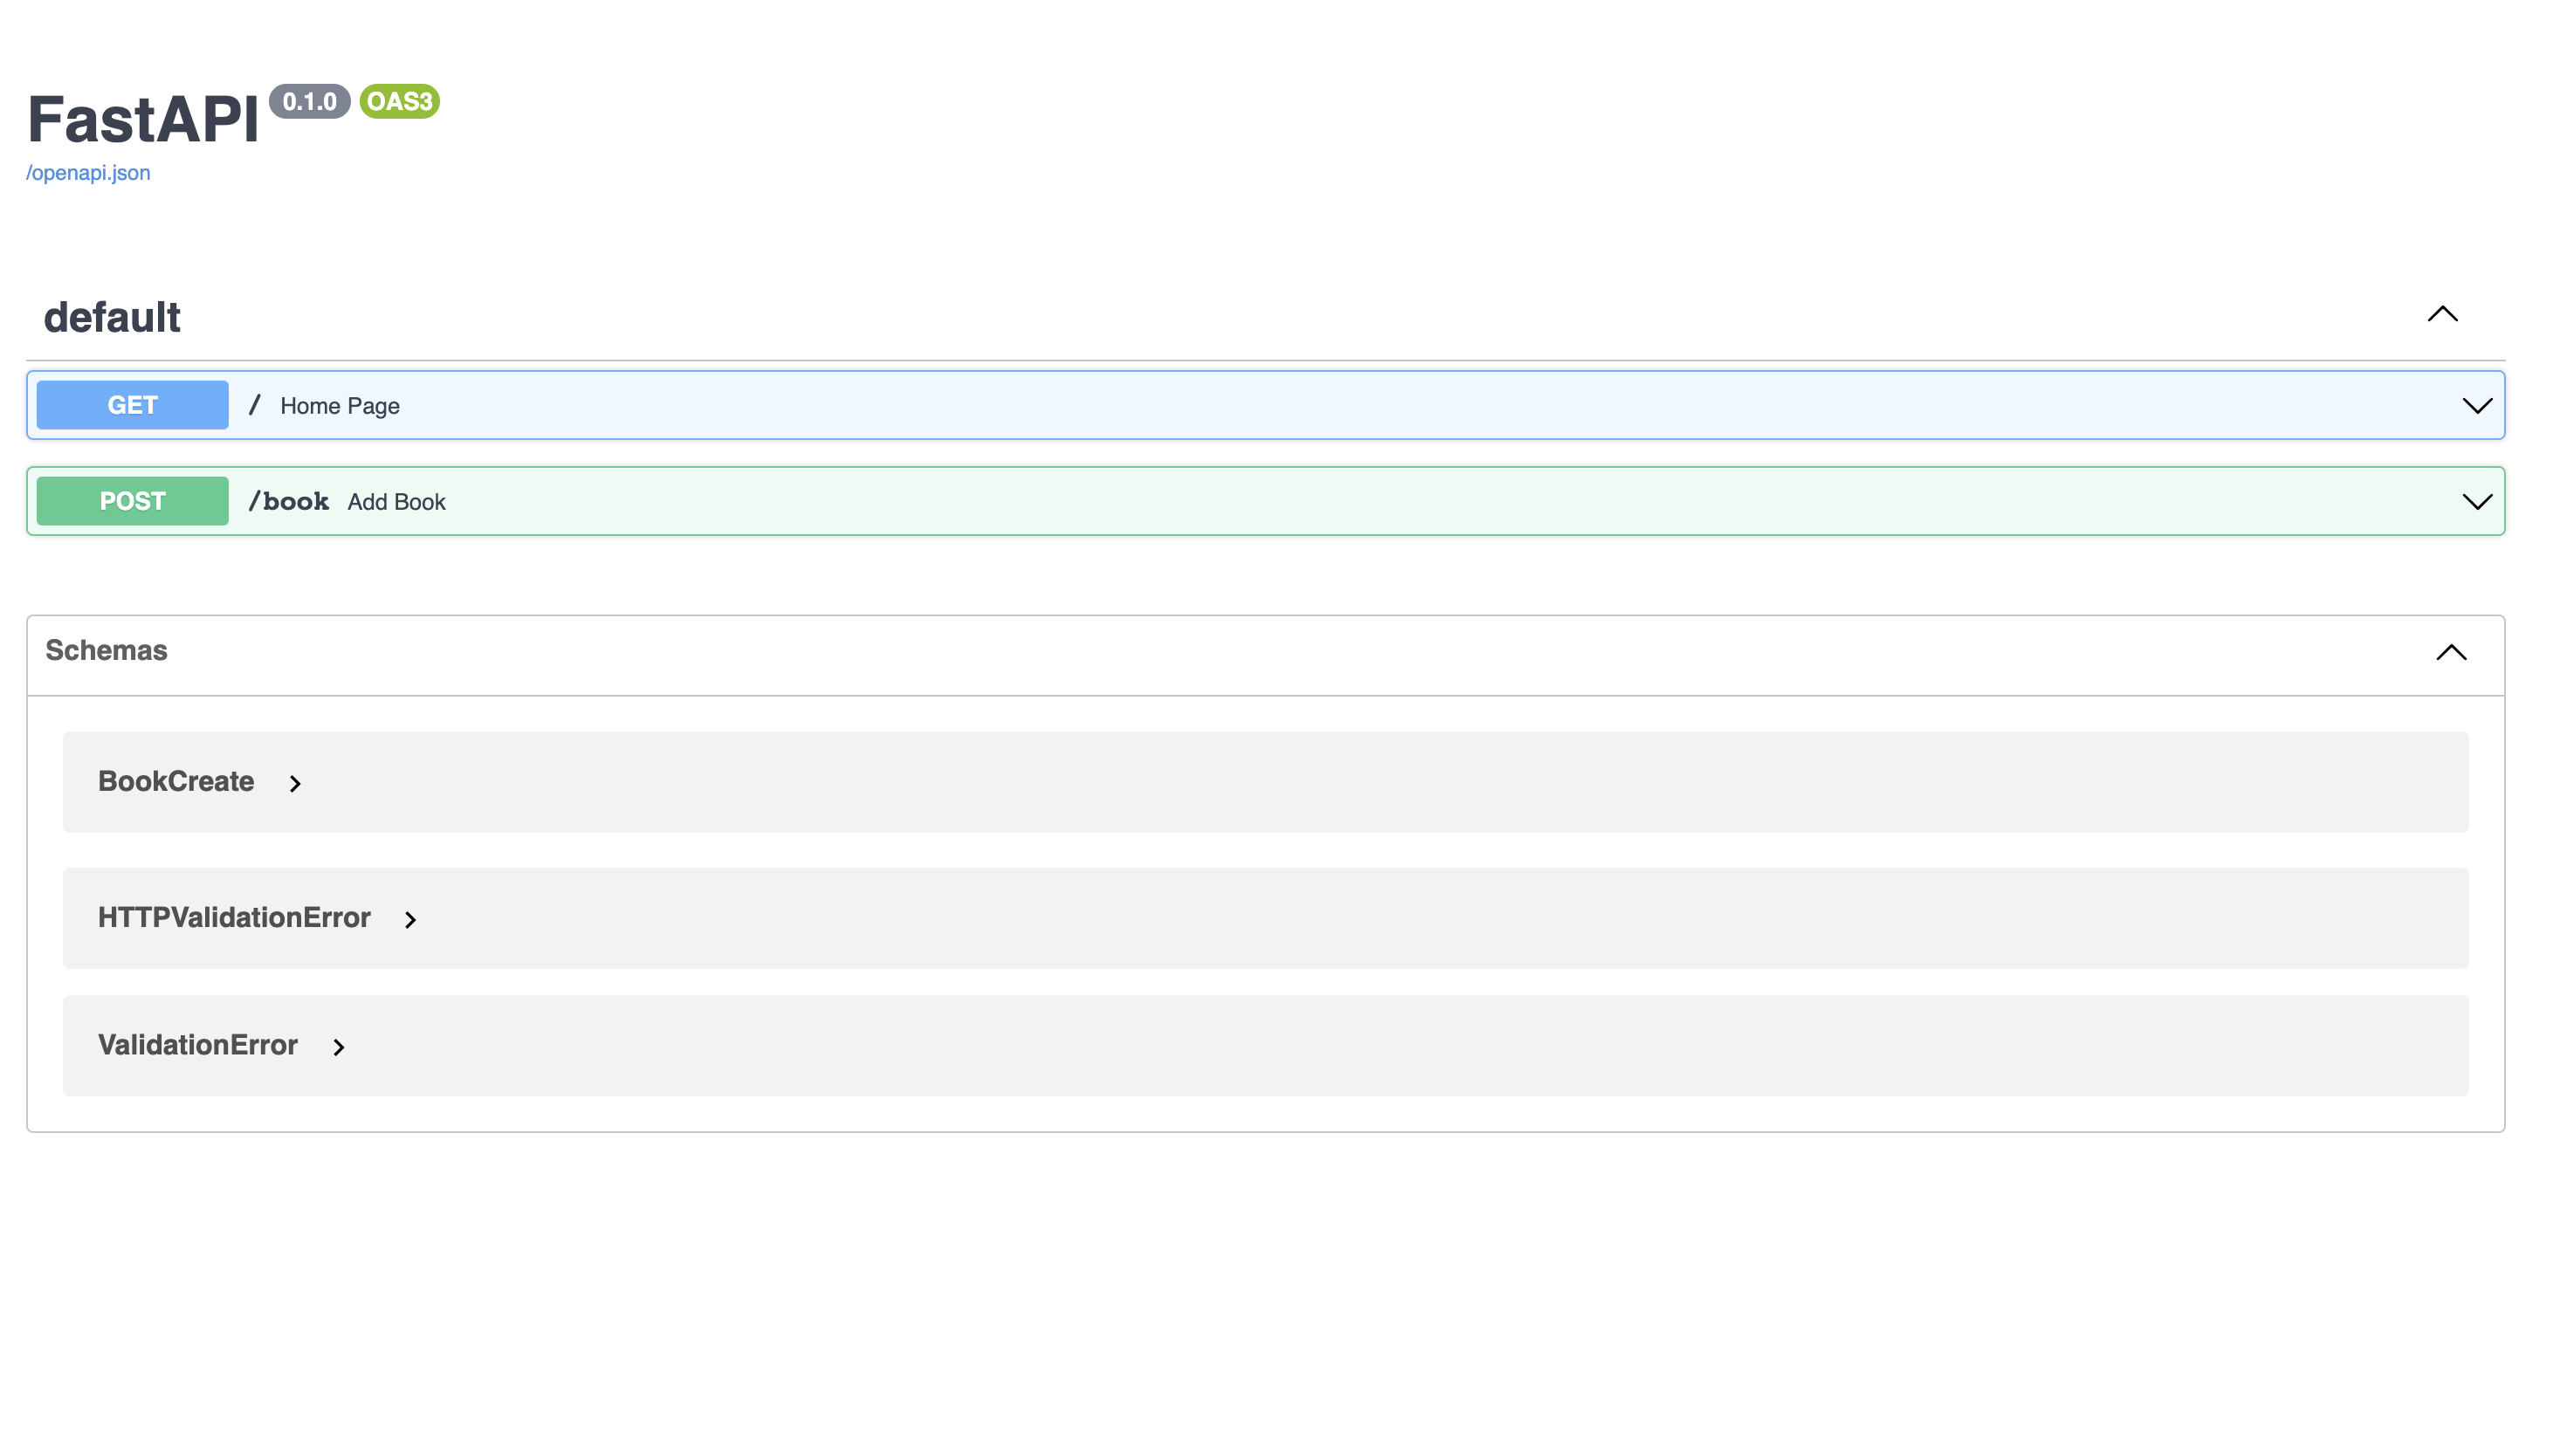 FastAPI 0.1.0 OAS3
/openapi.json
default
GET / Home Page
POST /book Add Book
Schemas
BookCreate
HTTPValidationError
ValidationError